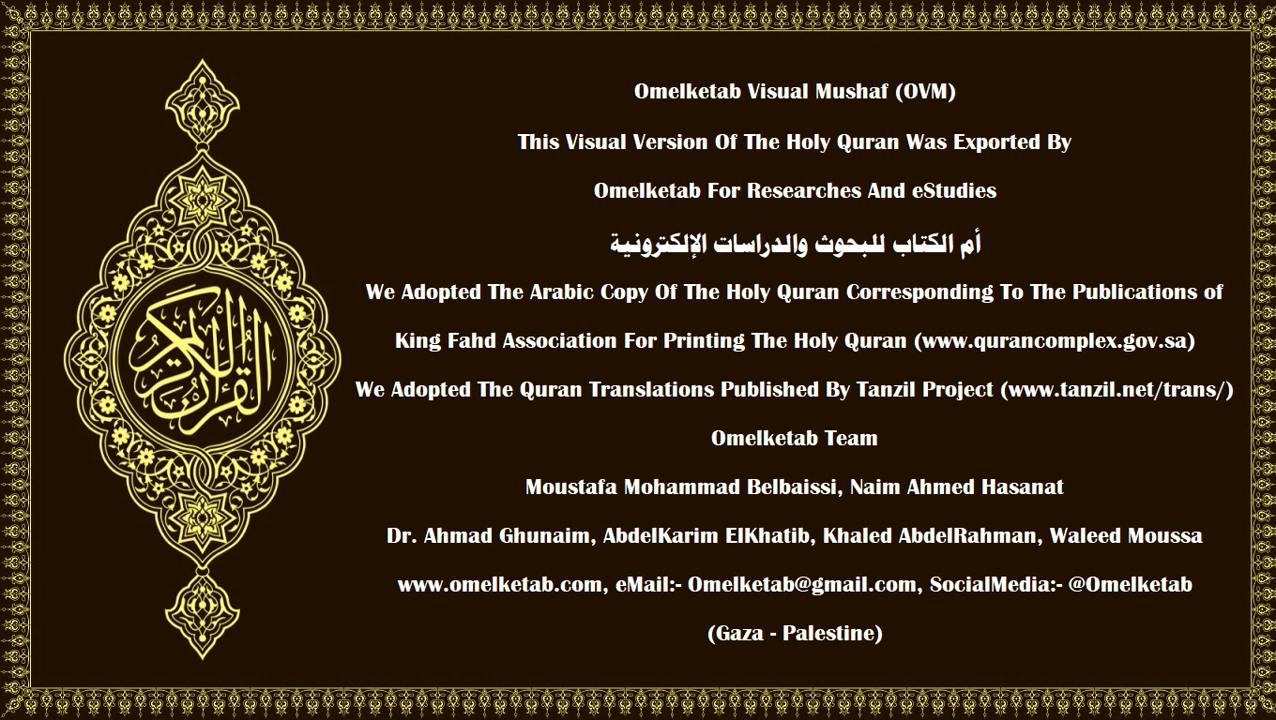 Omelketab Visual Mushaf (OVM)
This Visual Version Of The Holy Quran Was Exported By
Omelketab For Researches And eStudies
أم الكتاب للبحوث والدراسات الإلكترونية
We Adopted The Arabic Copy Of The Holy Quran Corresponding To The Publications of
King Fahd Association For Printing The Holy Quran (www.qurancomplex.gov.sa)
We Adopted The Quran Translations Published By Tanzil Project (www.tanzil.net/trans/)
Omelketab Team
Moustafa Mohammad Belbaissi, Naim Ahmed Hasanat
Dr. Ahmad Ghunaim, AbdelKarim ElKhatib, Khaled AbdelRahman, Waleed Moussa
www.omelketab.com, eMail:- Omelketab@gmail.com, SocialMedia:- @Omelketab
(Gaza - Palestine)
القرآن الكريم